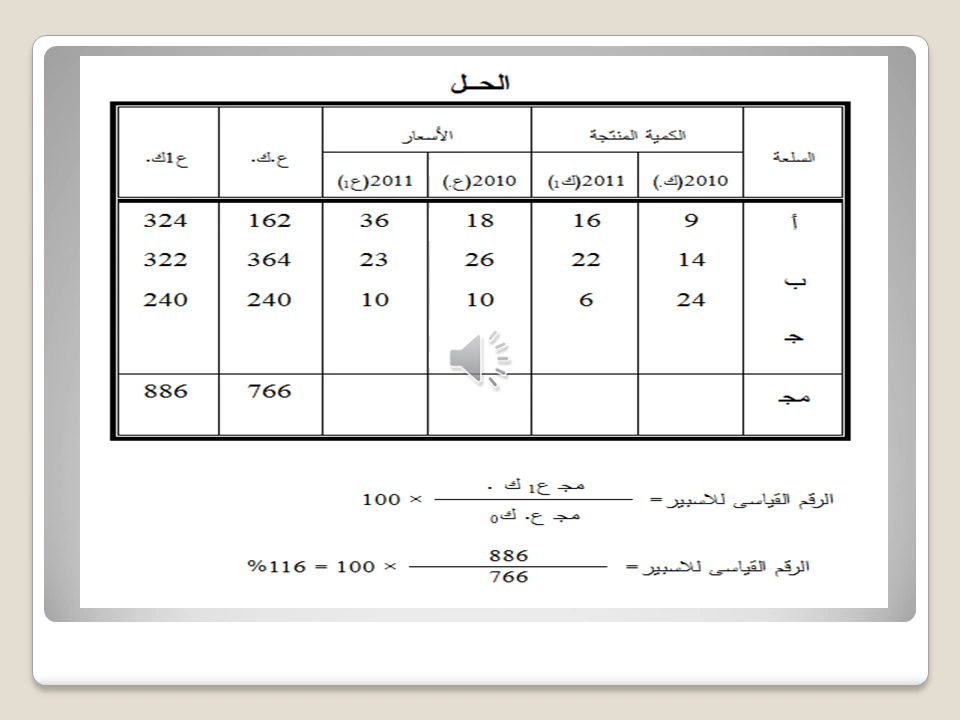 الحـل
السلعة الكمية المنتجة الأسعار ع.ك. ع1ك.
2010(ك.) 2011(ك1) 2010(ع.) 2011(ع1)
أ 9 16 18 36 162 324
ب 14 22 26 23 364 322
جـ 24 6 10 10 240 240
مجـ 766 886
الرقم القياسى للاسبير = مجـ ع1 ك . / مجـ ع. ك0 × 100
الرقم القياسى للاسبير = 886 / 766 × 100 = 116%